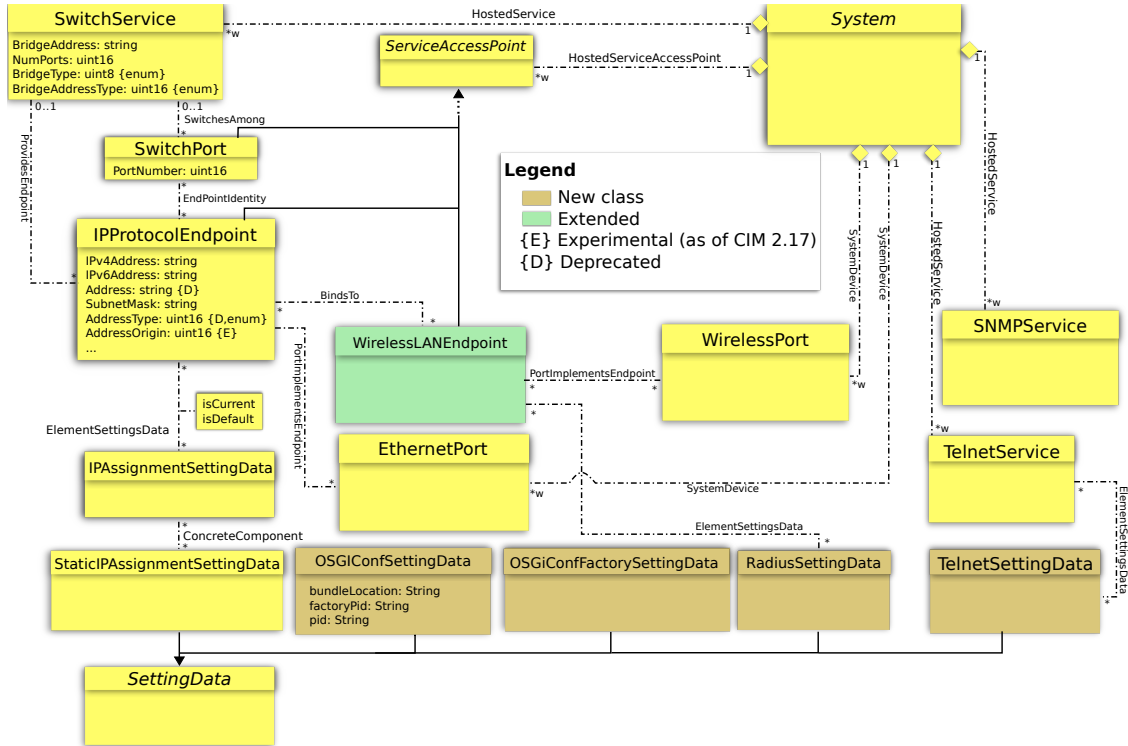 SwitchService
BridgeAddress: string
NumPorts: uint16
BridgeType: uint8 {enum}
BridgeAddressType: uint16 {enum}
HostedService
*w
1
System
ServiceAccessPoint
HostedServiceAccessPoint
*w
1
1
0..1
0..1
SwitchesAmong
*
SwitchPort
PortNumber: uint16
*
EndPointIdentity
*
ProvidesEndpoint
*
IPProtocolEndpoint
IPv4Address: string
IPv6Address: string
Address: string {D}
SubnetMask: string
AddressType: uint16 {D,enum}
AddressOrigin: uint16 {E}
...
*
Legend
New class
Extended
{E} Experimental (as of CIM 2.17)
{D} Deprecated
1
1
1
SystemDevice
SystemDevice
HostedService
HostedService
*w
SNMPService
BindsTo
*
*
*
PortImplementsEndpoint
*
WirelessLANEndpoint
PortImplementsEndpoint
*
*
*
WirelessPort
*w
isCurrent
isDefault
ElementSettingsData
*
IPAssignmentSettingData
*
ConcreteComponent
*
EthernetPort
*w
SystemDevice
*w
TelnetService
*
ElementSettingsData
*
ElementSettingsData
*
StaticIPAssignmentSettingData
OSGIConfSettingData
bundleLocation: String
factoryPid: String
pid: String
OSGiConfFactorySettingData
RadiusSettingData
TelnetSettingData
SettingData